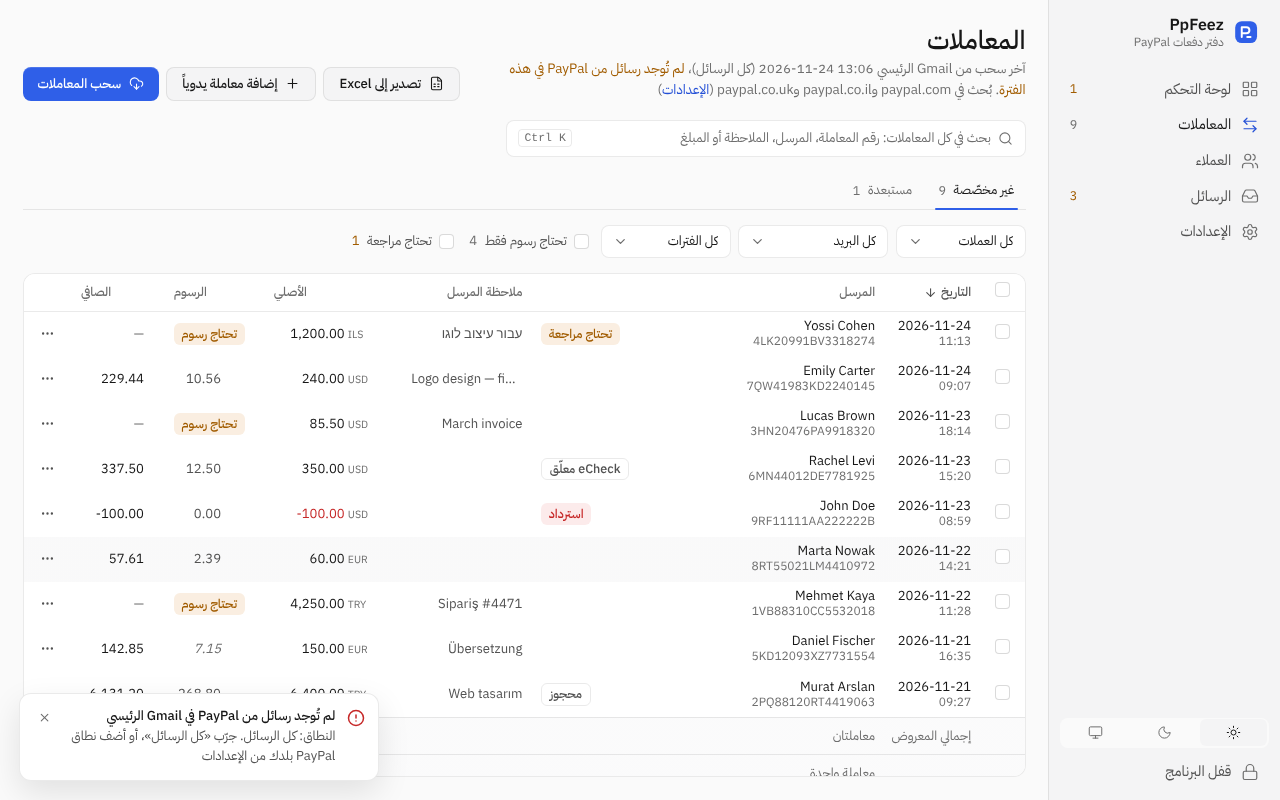 PpFeez
دفتر دفعات PayPal
لوحة التحكم 1
المعاملات 9
العملاء
الرسائل 3
الإعدادات
قفل البرنامج
المعاملات
آخر سحب من Gmail الرئيسي 13:06 24-11-2026 (كل الرسائل)، لم تُوجد رسائل من PayPal في هذه
الفترة. بُحث في paypal.com وpaypal.co.il وpaypal.co.uk (الإعدادات)
تصدير إلى Excel
إضافة معاملة يدوياً
سحب المعاملات
بحث في كل المعاملات: رقم المعاملة، المرسل، الملاحظة أو المبلغ Ctrl K
غير مخصّصة 9 مستبعدة 1
كل العملات كل البريد كل الفترات تحتاج رسوم فقط 4 تحتاج مراجعة 1
التاريخ ↓ المرسل ملاحظة المرسل الأصلي الرسوم الصافي
2026-11-24 Yossi Cohen تحتاج مراجعة עבור עיצוב לוגו 1,200.00 ILS تحتاج رسوم —
11:13 4LK20991BV3318274
2026-11-24 Emily Carter Logo design — fi… 240.00 USD 10.56 229.44
09:07 7QW41983KD2240145
2026-11-23 Lucas Brown March invoice 85.50 USD تحتاج رسوم —
18:14 3HN20476PA9918320
2026-11-23 Rachel Levi eCheck معلّق 350.00 USD 12.50 337.50
15:20 6MN44012DE7781925
2026-11-23 John Doe استرداد -100.00 USD 0.00 -100.00
08:59 9RF11111AA222222B
2026-11-22 Marta Nowak 60.00 EUR 2.39 57.61
14:21 8RT55021LM4410972
2026-11-22 Mehmet Kaya Sipariş #4471 4,250.00 TRY تحتاج رسوم —
11:28 1VB88310CC5532018
2026-11-21 Daniel Fischer Übersetzung 150.00 EUR 7.15 142.85
16:35 5KD12093XZ7731554
2026-11-21 Murat Arslan محجوز Web tasarım
09:27 2PQ88120RT4419063
إجمالي المعروض معاملتان
معاملة واحدة
لم تُوجد رسائل من PayPal في Gmail الرئيسي
النطاق: كل الرسائل. جرّب «كل الرسائل»، أو أضف نطاق
PayPal بلدك من الإعدادات